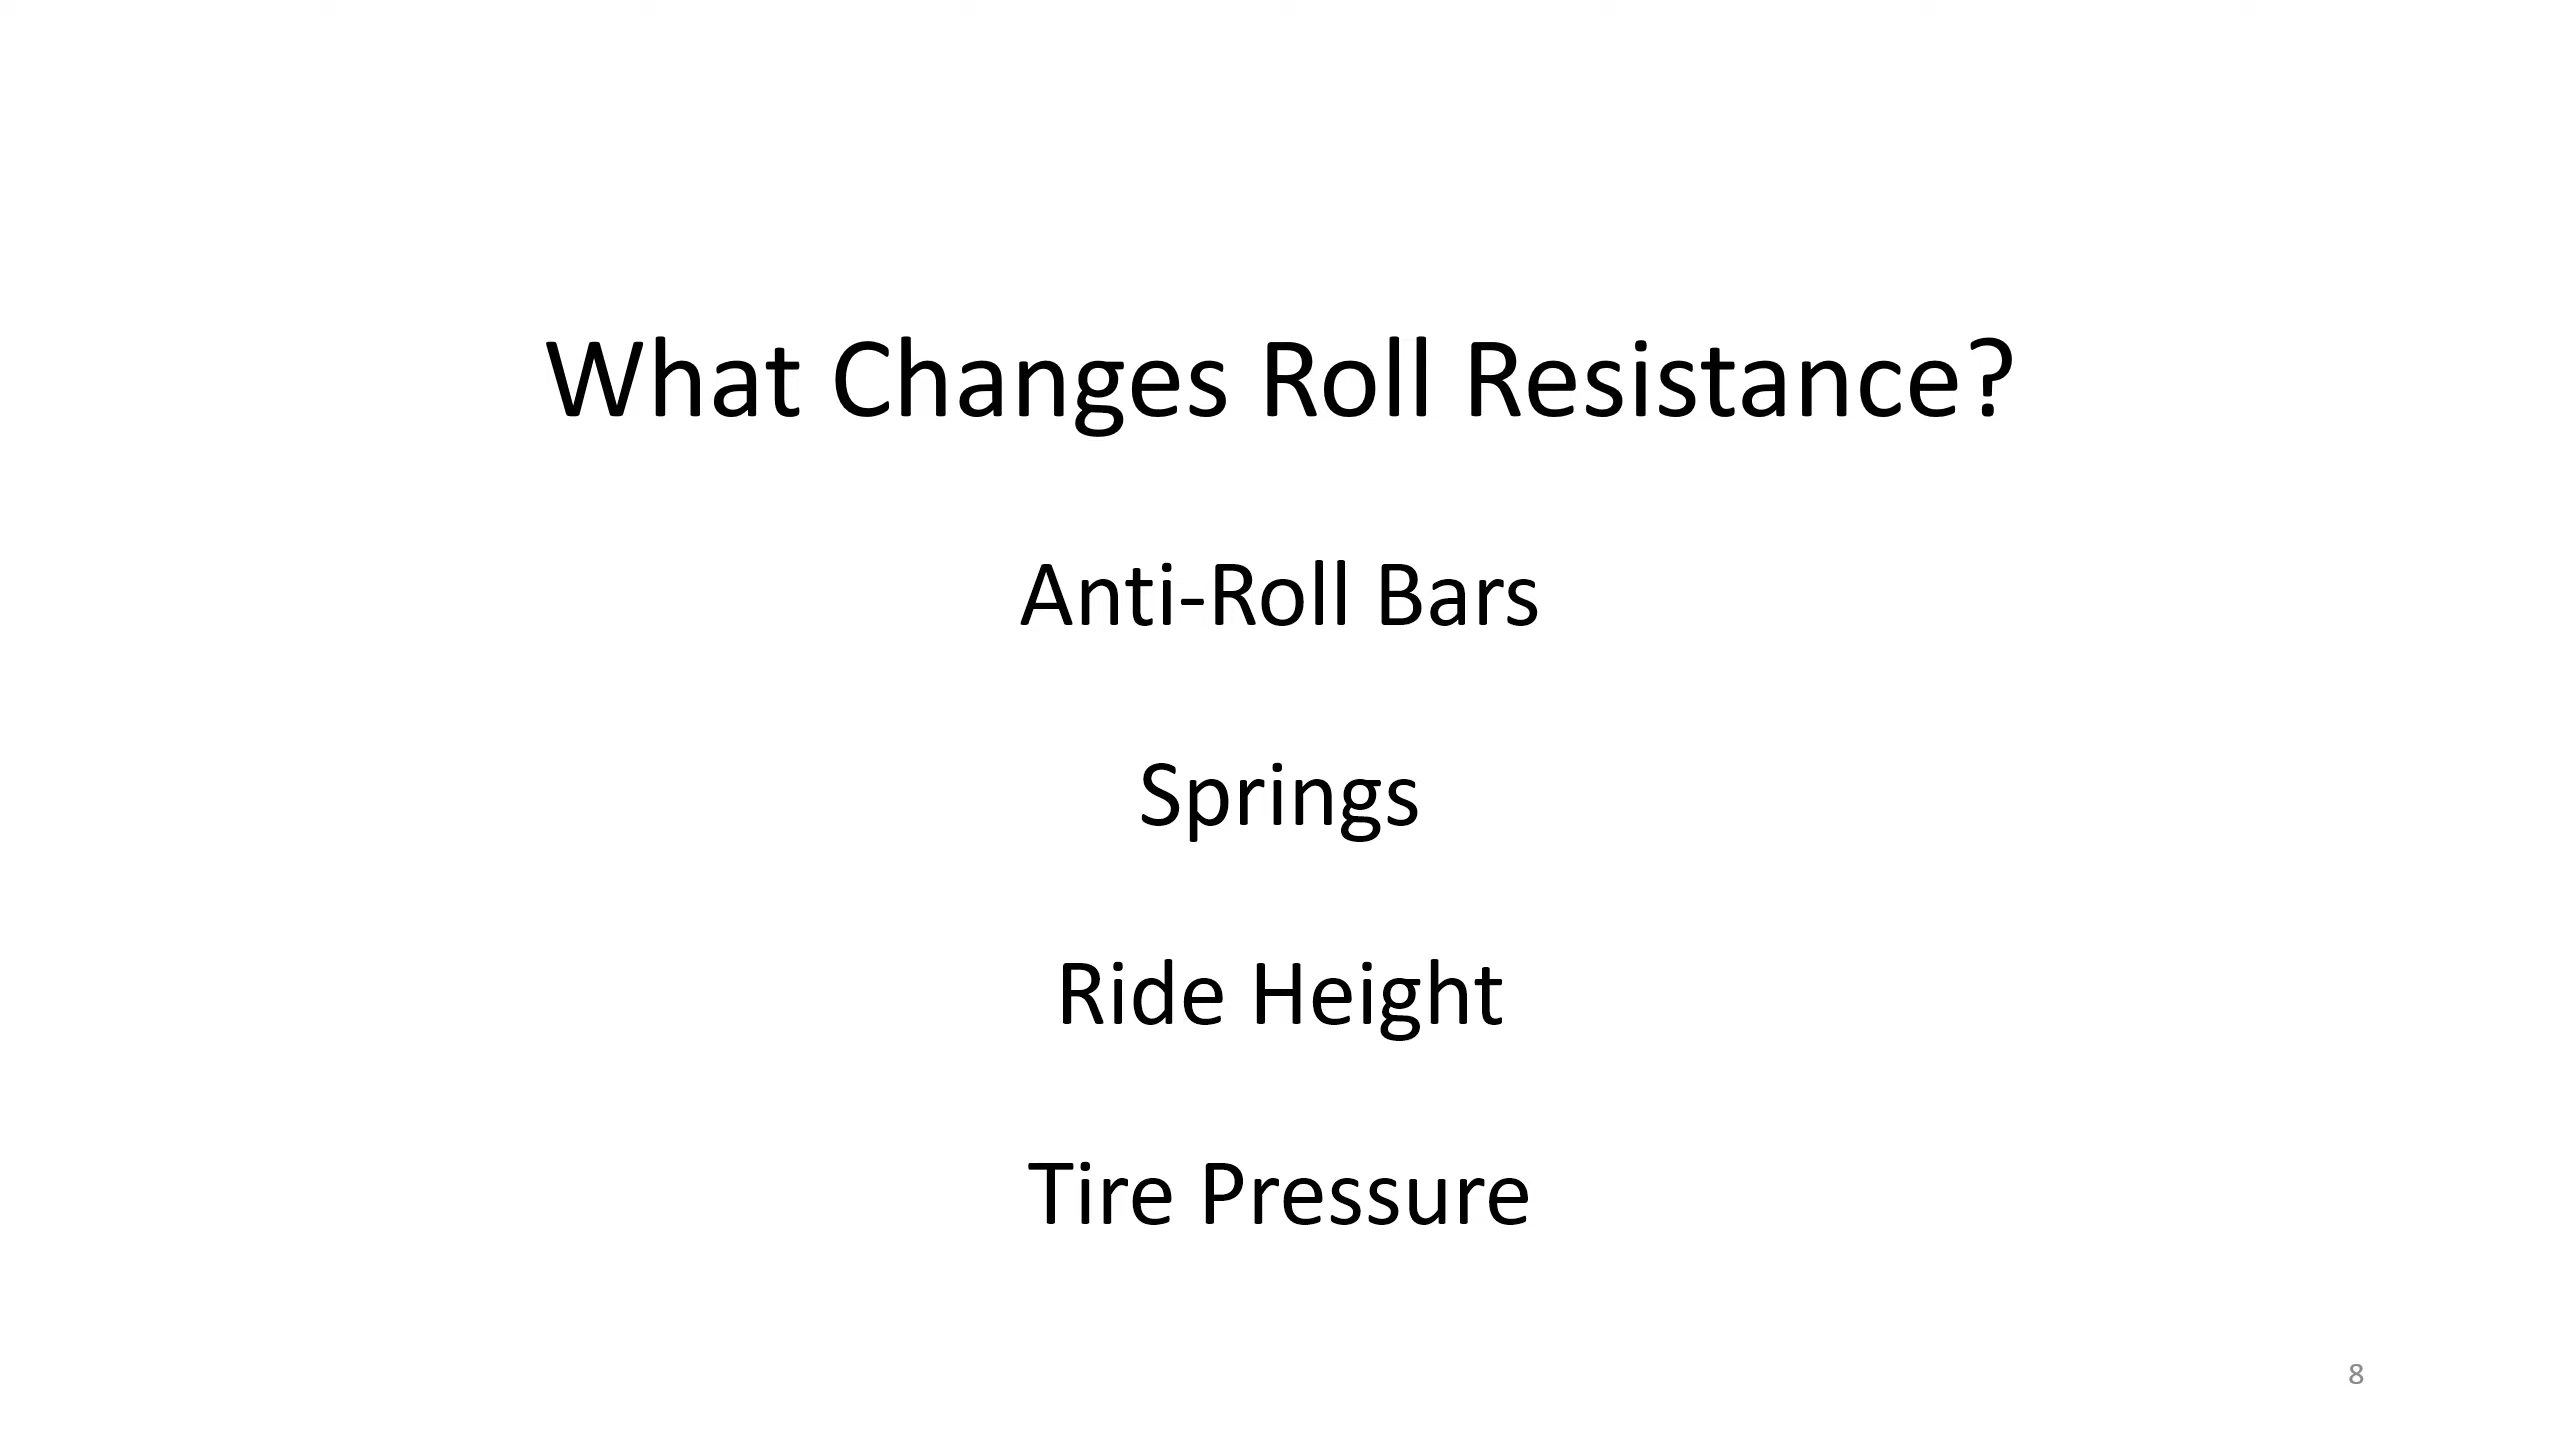 What Changes Roll Resistance?
Anti-Roll Bars
Springs
Ride Height
Tire Pressure
8